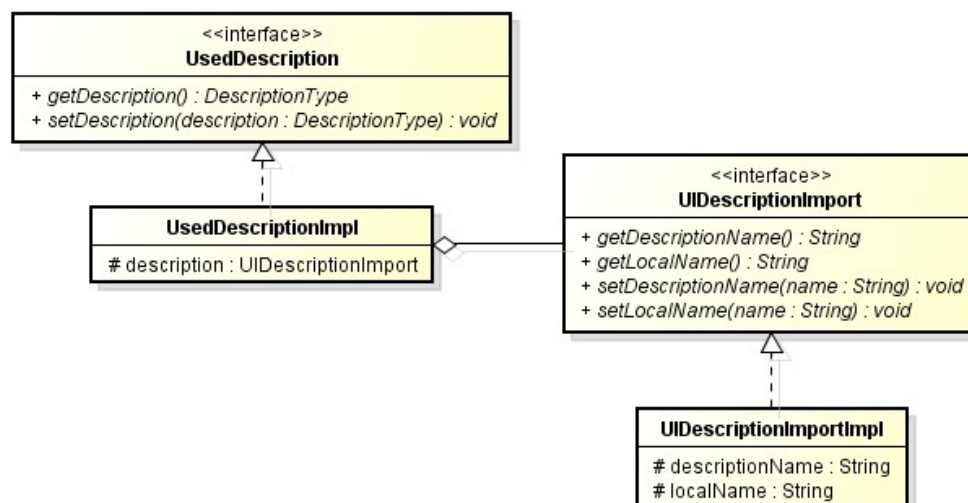 <<interface>>
UsedDescription
+ getDescription() : DescriptionType
+ setDescription(description : DescriptionType) : void
UsedDescriptionImpl
# description : UIDescriptionImport
<<interface>>
UIDescriptionImport
+ getDescriptionName() : String
+ getLocalName() : String
+ setDescriptionName(name : String) : void
+ setLocalName(name : String) : void
UIDescriptionImportImpl
# descriptionName : String
# localName : String